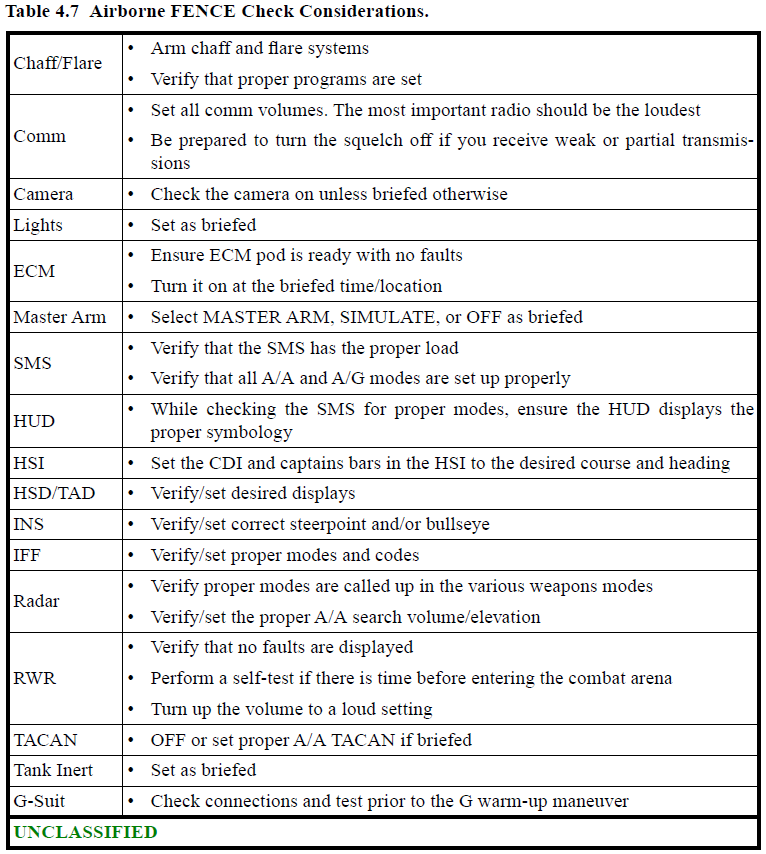 Table 4.7 Airborne FENCE Check Considerations.
Chaff/Flare
• Arm chaff and flare systems
• Verify that proper programs are set
Comm
• Set all comm volumes. The most important radio should be the loudest
• Be prepared to turn the squelch off if you receive weak or partial transmis-
sions
Camera
• Check the camera on unless briefed otherwise
Lights
• Set as briefed
ECM
• Ensure ECM pod is ready with no faults
• Turn it on at the briefed time/location
Master Arm
• Select MASTER ARM, SIMULATE, or OFF as briefed
SMS
• Verify that the SMS has the proper load
• Verify that all A/A and A/G modes are set up properly
HUD
• While checking the SMS for proper modes, ensure the HUD displays the
proper symbology
HSI
• Set the CDI and captains bars in the HSI to the desired course and heading
HSD/TAD
• Verify/set desired displays
INS
• Verify/set correct steerpoint and/or bullseye
IFF
• Verify/set proper modes and codes
Radar
• Verify proper modes are called up in the various weapons modes
• Verify/set the proper A/A search volume/elevation
RWR
• Verify that no faults are displayed
• Perform a self-test if there is time before entering the combat arena
• Turn up the volume to a loud setting
TACAN
• OFF or set proper A/A TACAN if briefed
Tank Inert
• Set as briefed
G-Suit
• Check connections and test prior to the G warm-up maneuver
UNCLASSIFIED